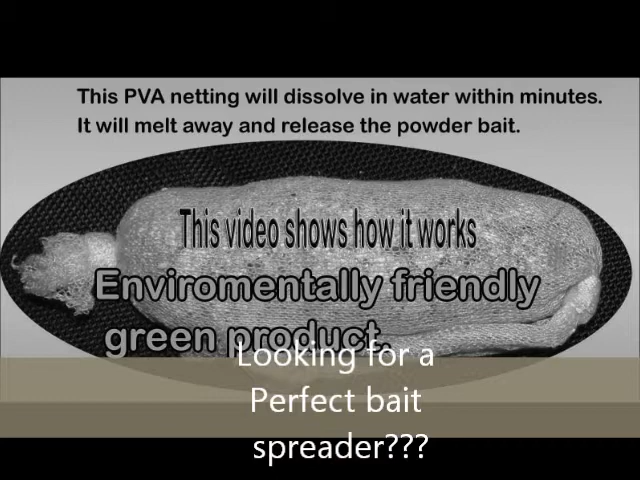 This PVA netting will dissolve in water within minutes.
It will melt away and release the powder bait.
This video shows how it works
Enviromentally friendly
green product.
Looking for a
Perfect bait
spreader???